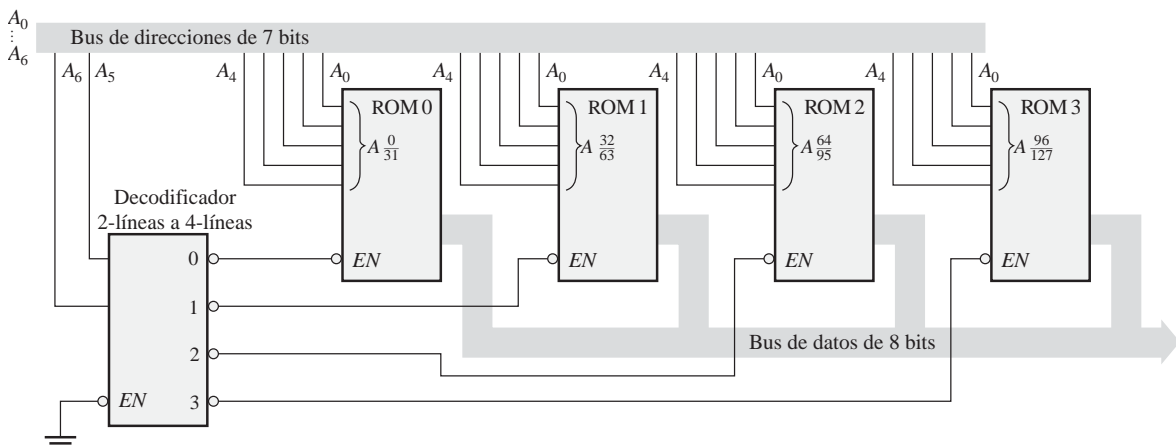 A0
⋮
A6
Bus de direcciones de 7 bits
A6 A5 A4 A0 A4 A0 A4 A0 A4 A0
ROM 0 ROM 1 ROM 2 ROM 3
A 0/31 A 32/63 A 64/95 A 96/127
Decodificador
2-líneas a 4-líneas
0 EN EN EN EN
1
2 Bus de datos de 8 bits
EN 3